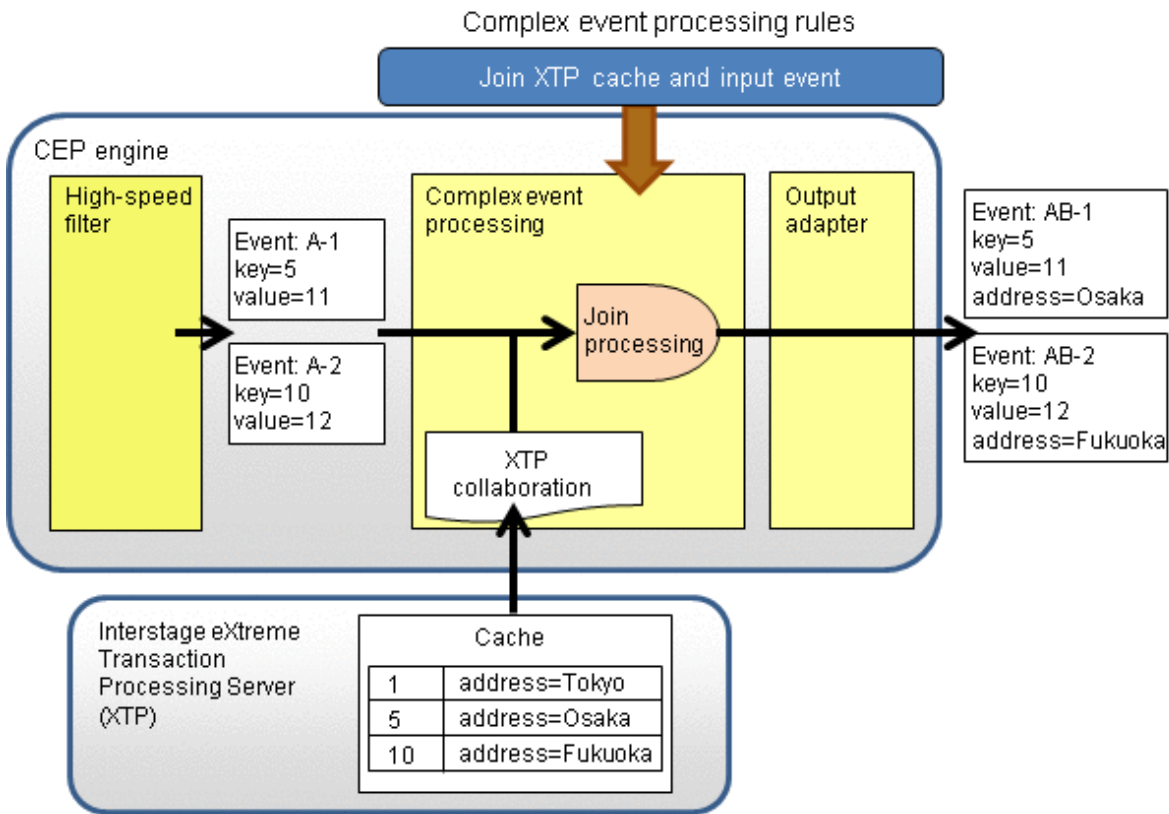 Complex event processing rules
Join XTP cache and input event
CEP engine
High-speed
filter
Event: A-1
key=5
value=11
Event: A-2
key=10
value=12
Complex event
processing
Join
processing
XTP
collaboration
Output
adapter
Event: AB-1
key=5
value=11
address=Osaka
Event: AB-2
key=10
value=12
address=Fukuoka
Interstage eXtreme
Transaction
Processing Server
(XTP)
Cache
1 address=Tokyo
5 address=Osaka
10 address=Fukuoka